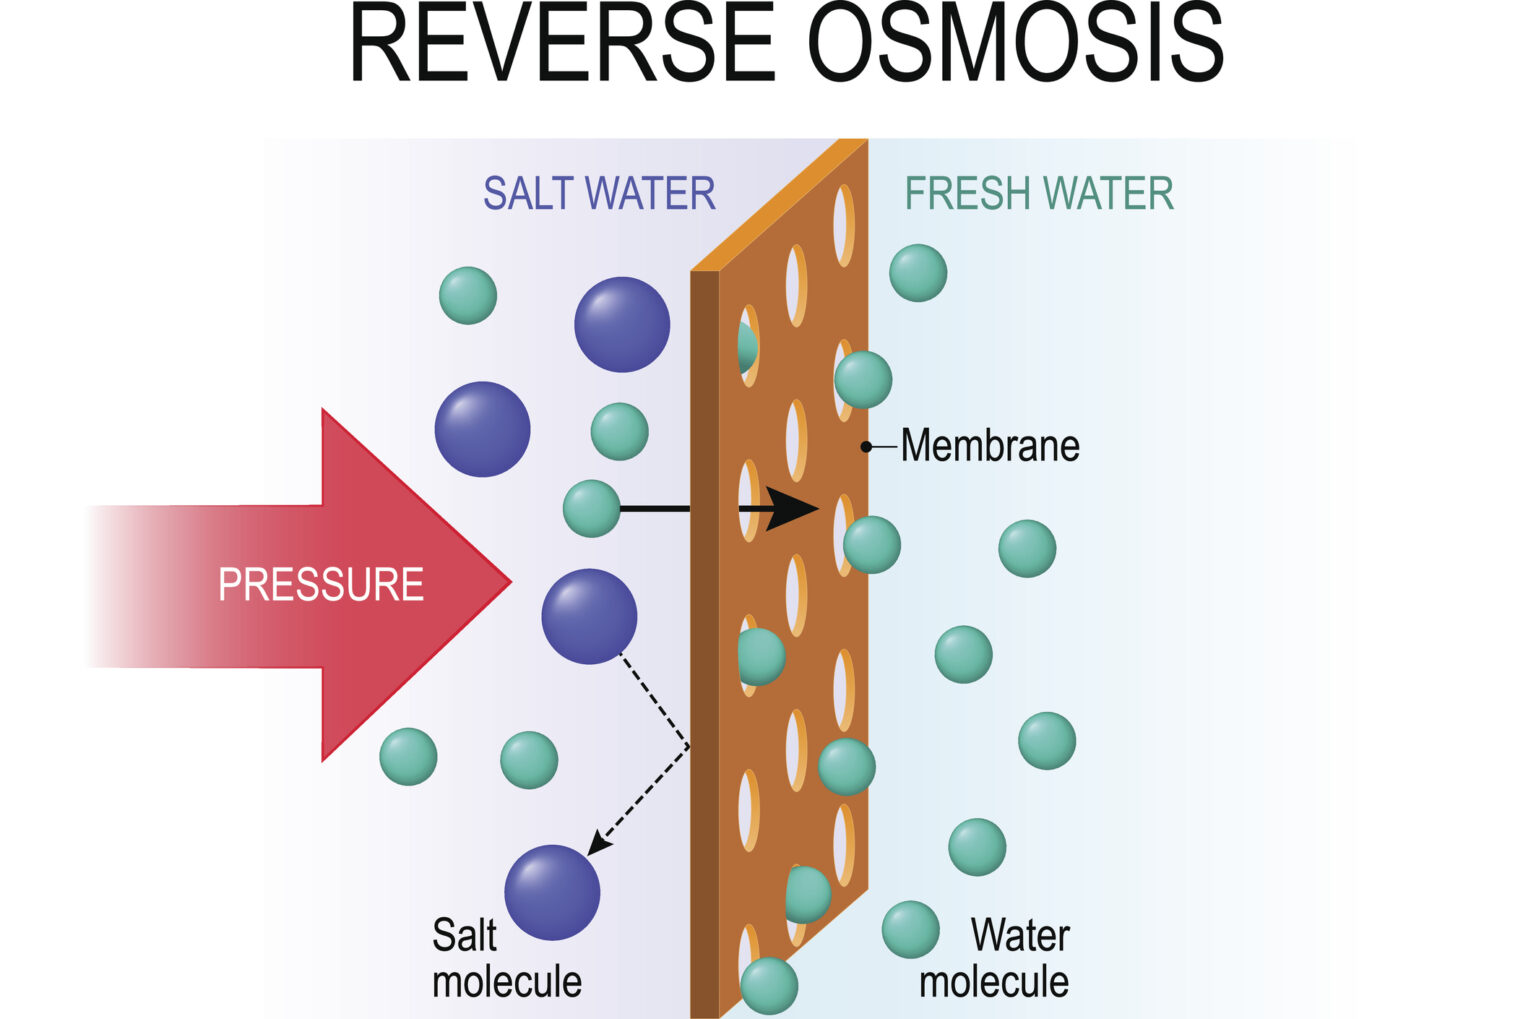 REVERSE OSMOSIS
SALT WATER
FRESH WATER
Membrane
PRESSURE
Salt
molecule
Water
molecule